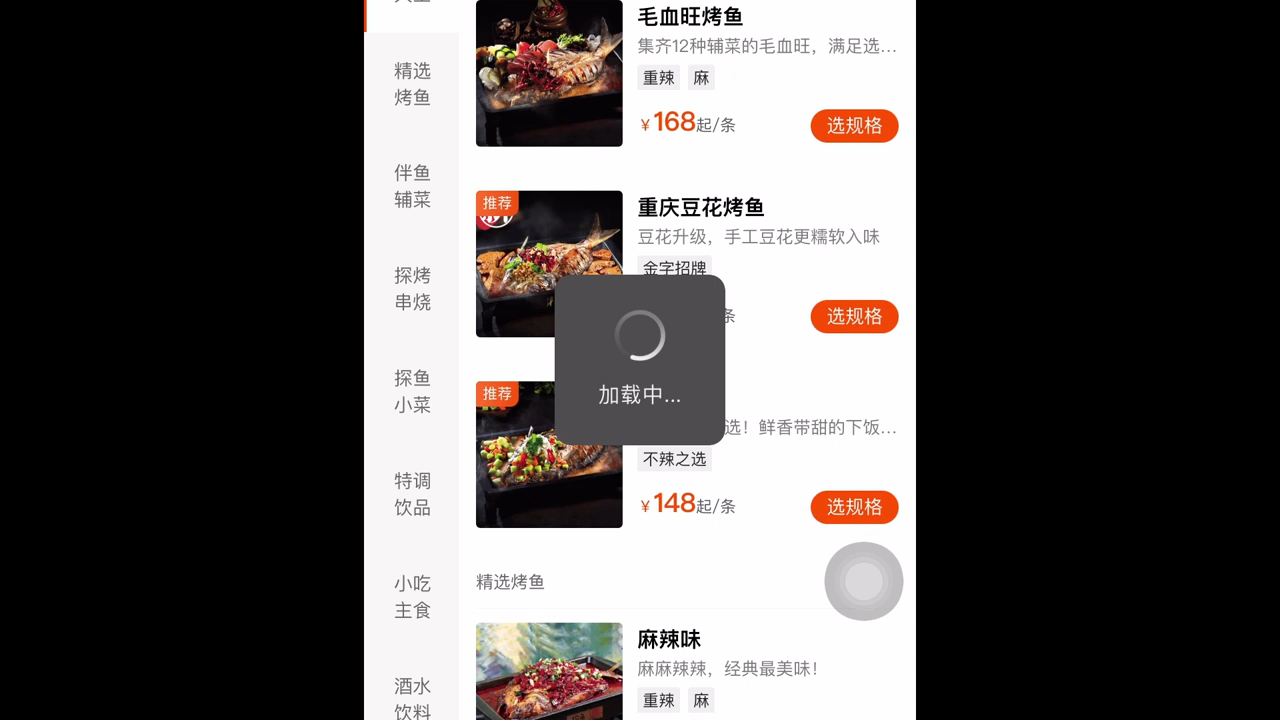 精选
烤鱼
伴鱼
辅菜
探烤
串烧
探鱼
小菜
特调
饮品
小吃
主食
酒水
饮料
毛血旺烤鱼
集齐12种辅菜的毛血旺，满足选...
重辣 麻
¥168起/条
选规格
推荐
重庆豆花烤鱼
豆花升级，手工豆花更糯软入味
金字招牌
条
选规格
加载中...
推荐
选！鲜香带甜的下饭...
不辣之选
¥148起/条
选规格
精选烤鱼
麻辣味
麻麻辣辣，经典最美味！
重辣 麻